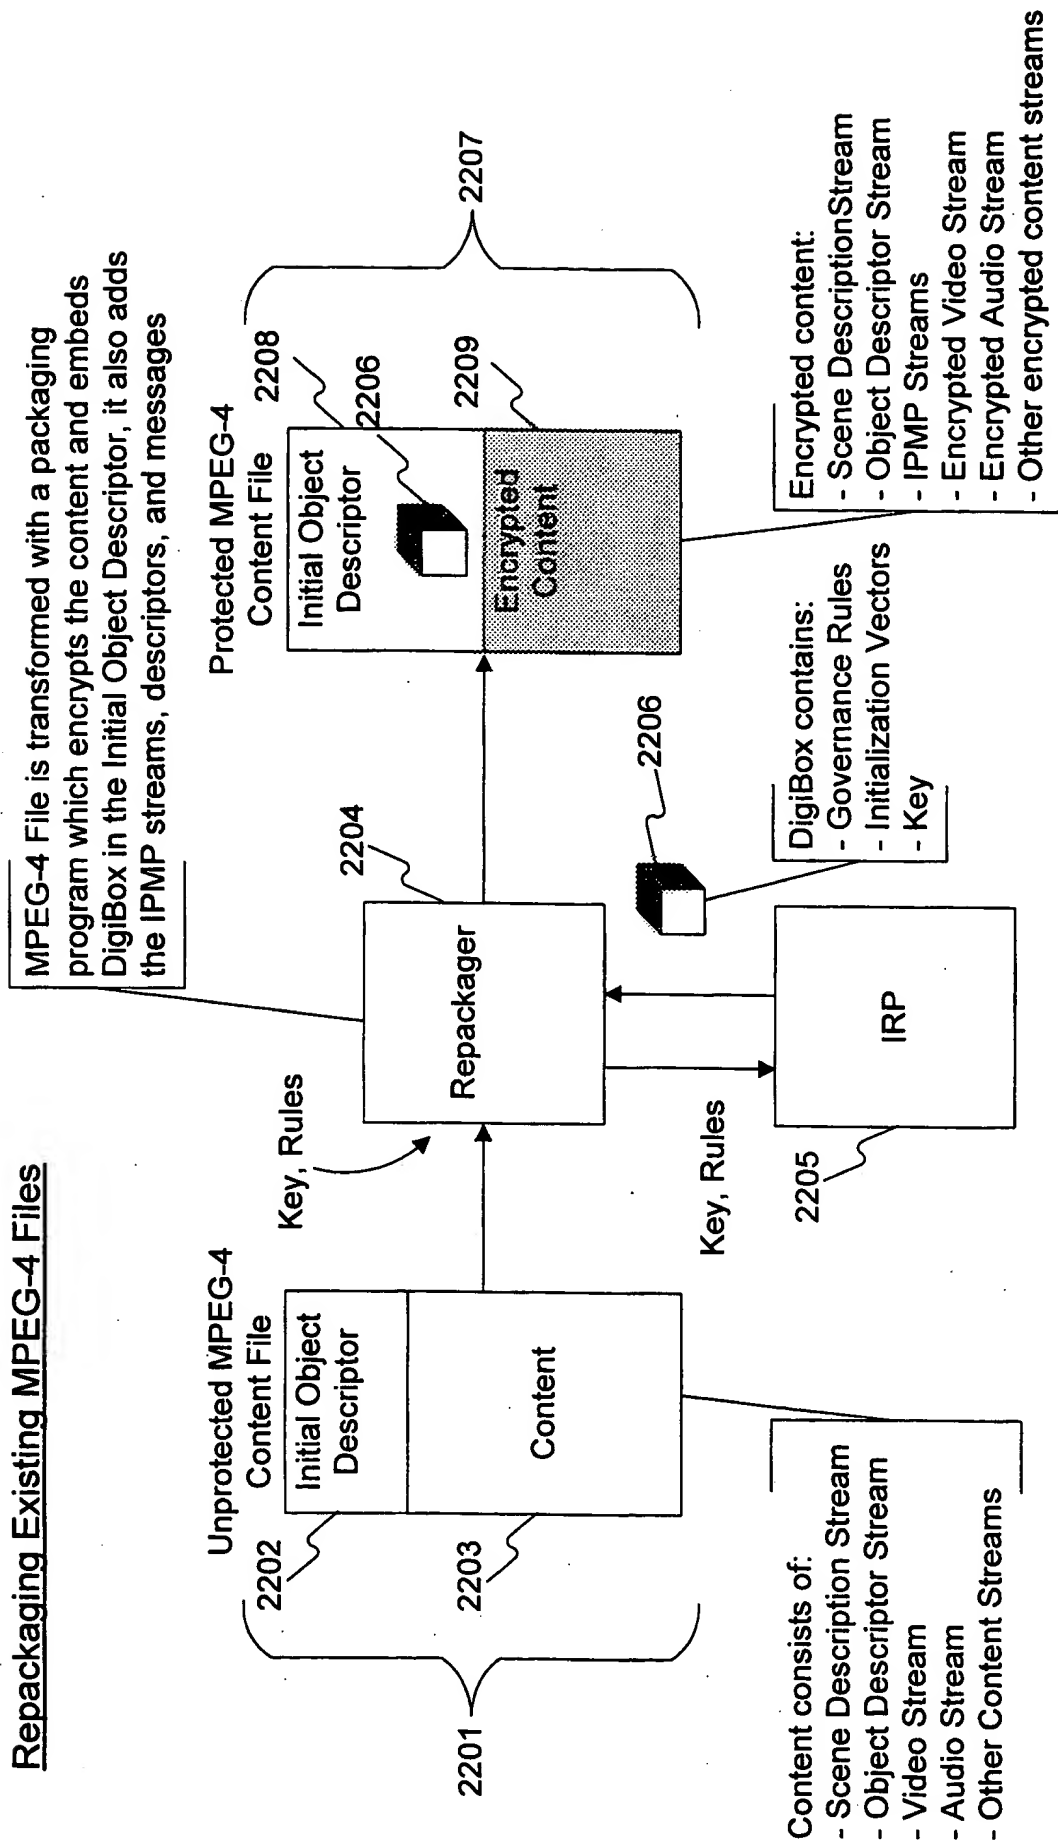 Repackaging Existing MPEG-4 Files
MPEG-4 File is transformed with a packaging
program which encrypts the content and embeds
DigiBox in the Initial Object Descriptor, it also adds
the IPMP streams, descriptors, and messages
Unprotected MPEG-4
Content File
2201
2202
Initial Object
Descriptor
2203
Content
Content consists of:
- Scene Description Stream
- Object Descriptor Stream
- Video Stream
- Audio Stream
- Other Content Streams
Key, Rules
2204
Repackager
Key, Rules
2205
IRP
2206
DigiBox contains:
- Governance Rules
- Initialization Vectors
- Key
Protected MPEG-4
Content File
2208
Initial Object
Descriptor
2206
2209
Encrypted
Content
2207
Encrypted content:
- Scene DescriptionStream
- Object Descriptor Stream
- IPMP Streams
- Encrypted Video Stream
- Encrypted Audio Stream
- Other encrypted content streams